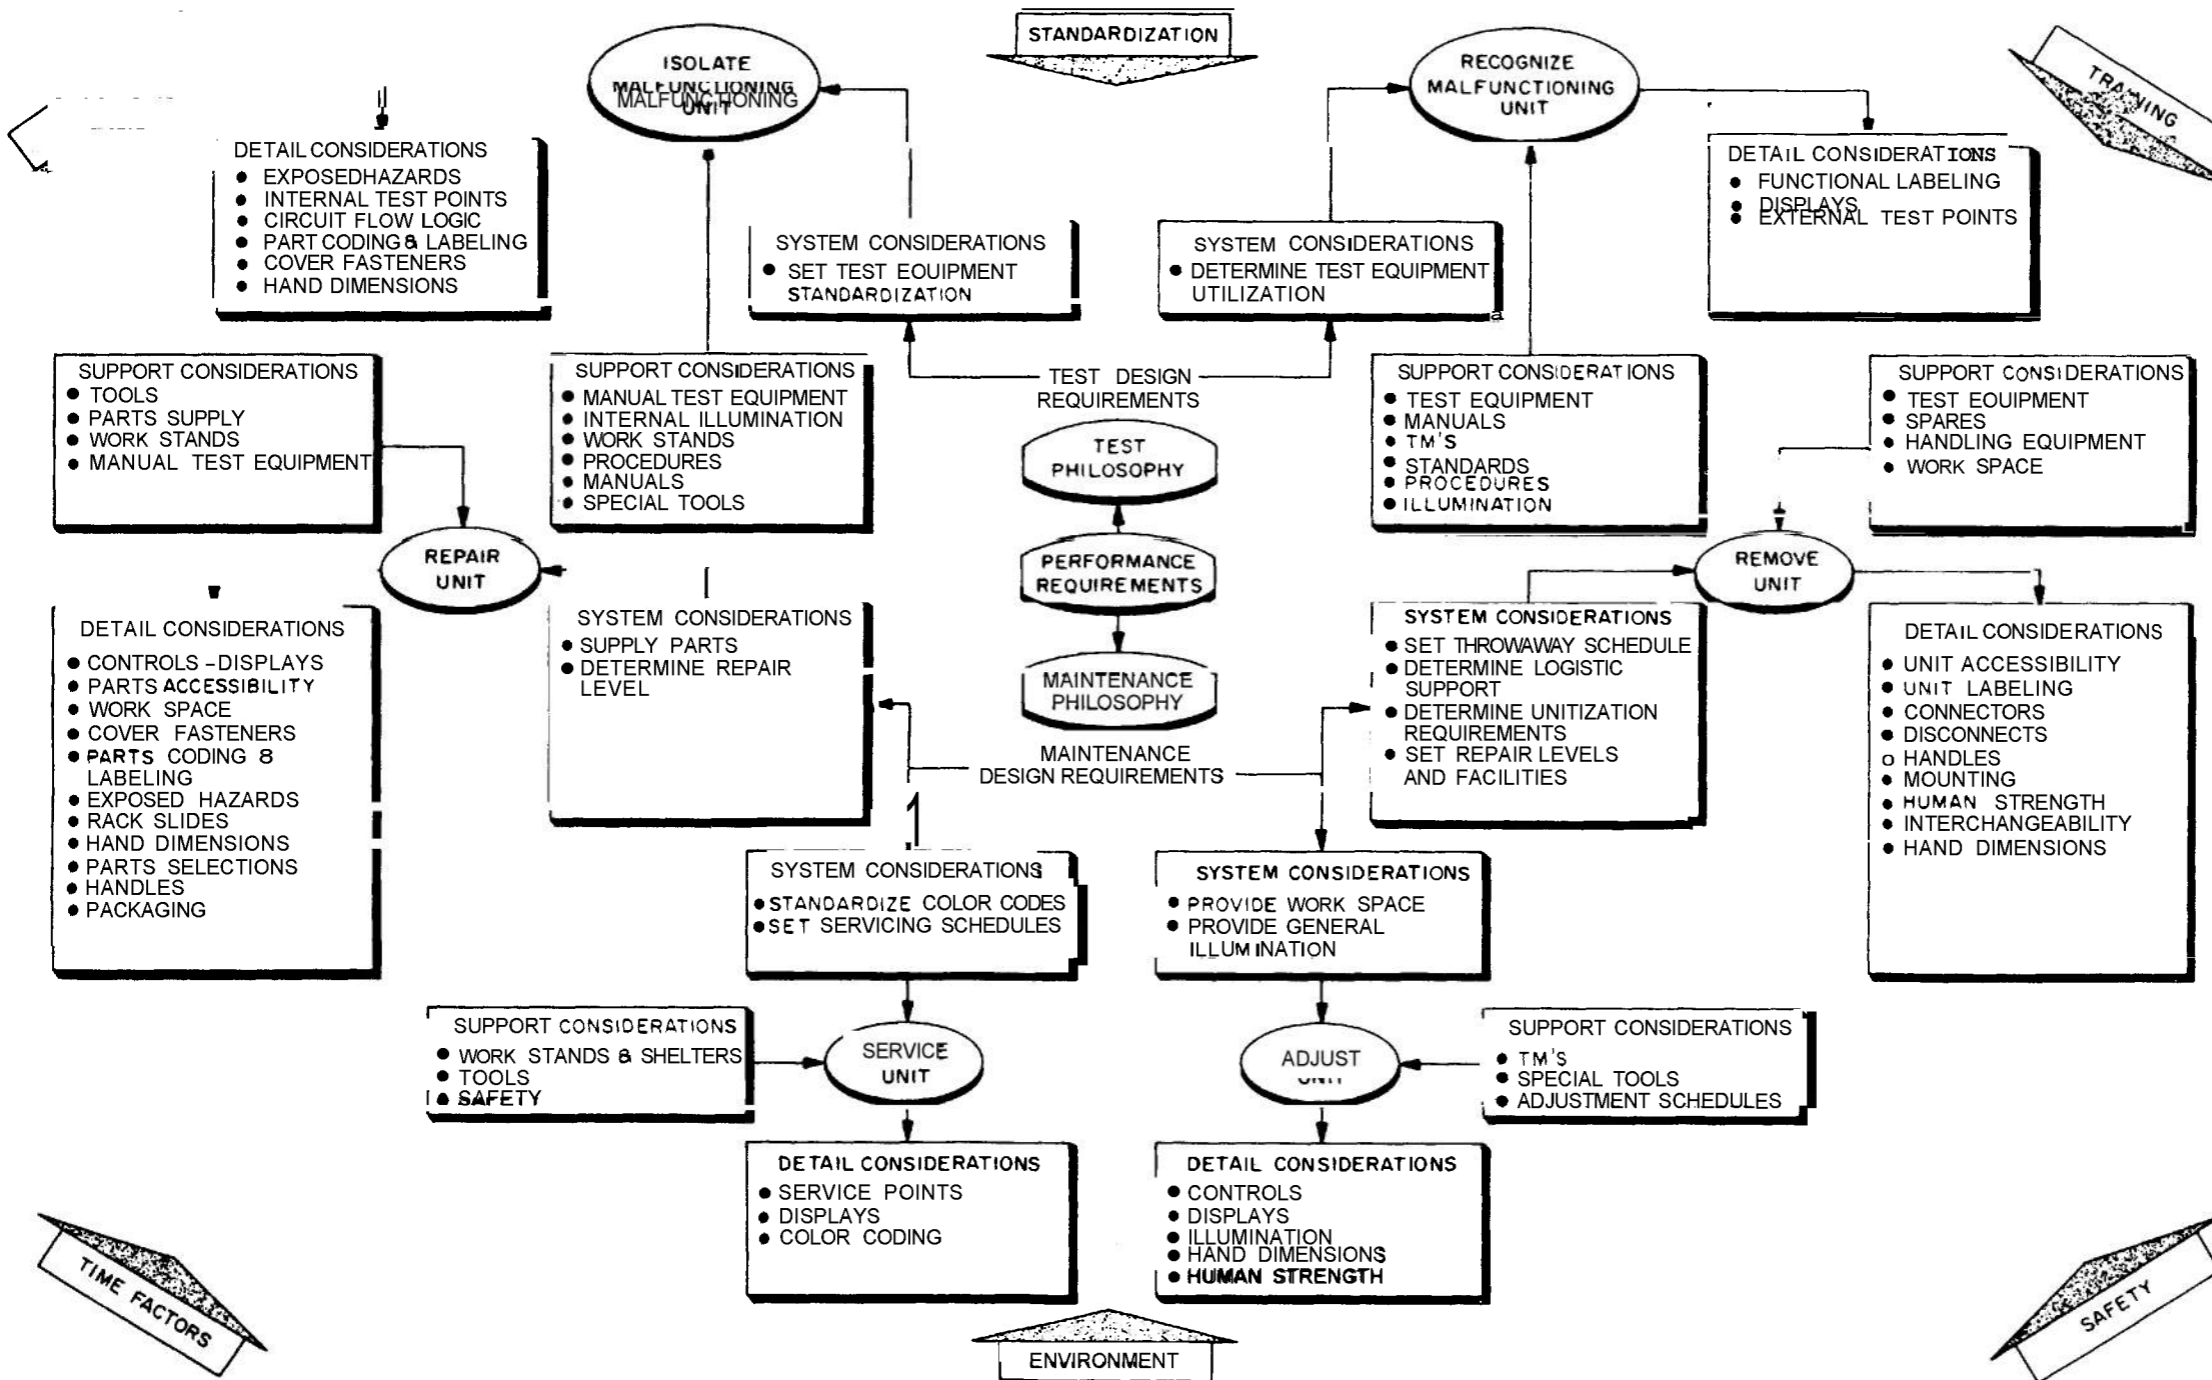 STANDARDIZATION
TRAINING
ISOLATE
MALFUNCTIONING
MALFUNCTIONING
UNIT
RECOGNIZE
MALFUNCTIONING
UNIT
DETAIL CONSIDERATIONS
● EXPOSEDHAZARDS
● INTERNAL TEST POINTS
● CIRCUIT FLOW LOGIC
● PART CODING & LABELING
● COVER FASTENERS
● HAND DIMENSIONS
SYSTEM CONSIDERATIONS
● SET TEST EOUIPMENT
STANDARDIZATION
SYSTEM CONSIDERATIONS
● DETERMINE TEST EQUIPMENT
UTILIZATION
DETAIL CONSIDERATIONS
● FUNCTIONAL LABELING
● DISPLAYS
● EXTERNAL TEST POINTS
SUPPORT CONSIDERATIONS
● TOOLS
● PARTS SUPPLY
● WORK STANDS
● MANUAL TEST EQUIPMENT
SUPPORT CONSIDERATIONS
● MANUAL TEST EQUIPMENT
● INTERNAL ILLUMINATION
● WORK STANDS
● PROCEDURES
● MANUALS
● SPECIAL TOOLS
TEST DESIGN
REQUIREMENTS
TEST
PHILOSOPHY
PERFORMANCE
REQUIREMENTS
MAINTENANCE
PHILOSOPHY
MAINTENANCE
DESIGN REQUIREMENTS
SUPPORT CONSIDERATIONS
● TEST EQUIPMENT
● MANUALS
● TM'S
● STANDARDS
● PROCEDURES
● ILLUMINATION
SUPPORT CONSIDERATIONS
● TEST EOUIPMENT
● SPARES
● HANDLING EQUIPMENT
● WORK SPACE
REPAIR
UNIT
REMOVE
UNIT
DETAIL CONSIDERATIONS
● CONTROLS - DISPLAYS
● PARTS ACCESSIBILITY
● WORK SPACE
● COVER FASTENERS
● PARTS CODING 8
LABELING
● EXPOSED HAZARDS
● RACK SLIDES
● HAND DIMENSIONS
● PARTS SELECTIONS
● HANDLES
● PACKAGING
SYSTEM CONSIDERATIONS
● SUPPLY PARTS
● DETERMINE REPAIR
LEVEL
SYSTEM CONSIDERATIONS
● SET THROWAWAY SCHEDULE
● DETERMINE LOGISTIC
SUPPORT
● DETERMINE UNITIZATION
REQUIREMENTS
● SET REPAIR LEVELS
AND FACILITIES
DETAIL CONSIDERATIONS
● UNIT ACCESSIBILITY
● UNIT LABELING
● CONNECTORS
● DISCONNECTS
○ HANDLES
● MOUNTING
● HUMAN STRENGTH
● INTERCHANGEABILITY
● HAND DIMENSIONS
SYSTEM CONSIDERATIONS
● STANDARDIZE COLOR CODES
● SET SERVICING SCHEDULES
SYSTEM CONSIDERATIONS
● PROVIDE WORK SPACE
● PROVIDE GENERAL
ILLUMINATION
SUPPORT CONSIDERATIONS
● WORK STANDS & SHELTERS
● TOOLS
● SAFETY
SERVICE
UNIT
ADJUST
UNIT
SUPPORT CONSIDERATIONS
● TM'S
● SPECIAL TOOLS
● ADJUSTMENT SCHEDULES
DETAIL CONSIDERATIONS
● SERVICE POINTS
● DISPLAYS
● COLOR CODING
DETAIL CONSIDERATIONS
● CONTROLS
● DISPLAYS
● ILLUMINATION
● HAND DIMENSIONS
● HUMAN STRENGTH
TIME FACTORS
ENVIRONMENT
SAFETY